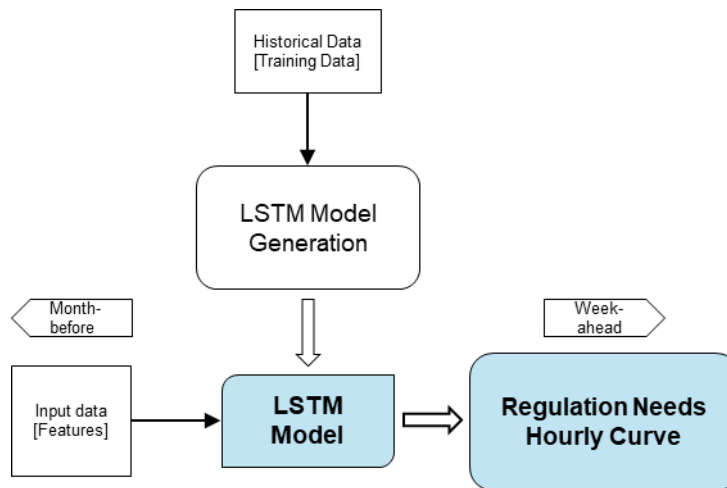 Historical Data
[Training Data]
LSTM Model
Generation
Month-
before
Week-
ahead
Input data
[Features]
LSTM
Model
Regulation Needs
Hourly Curve